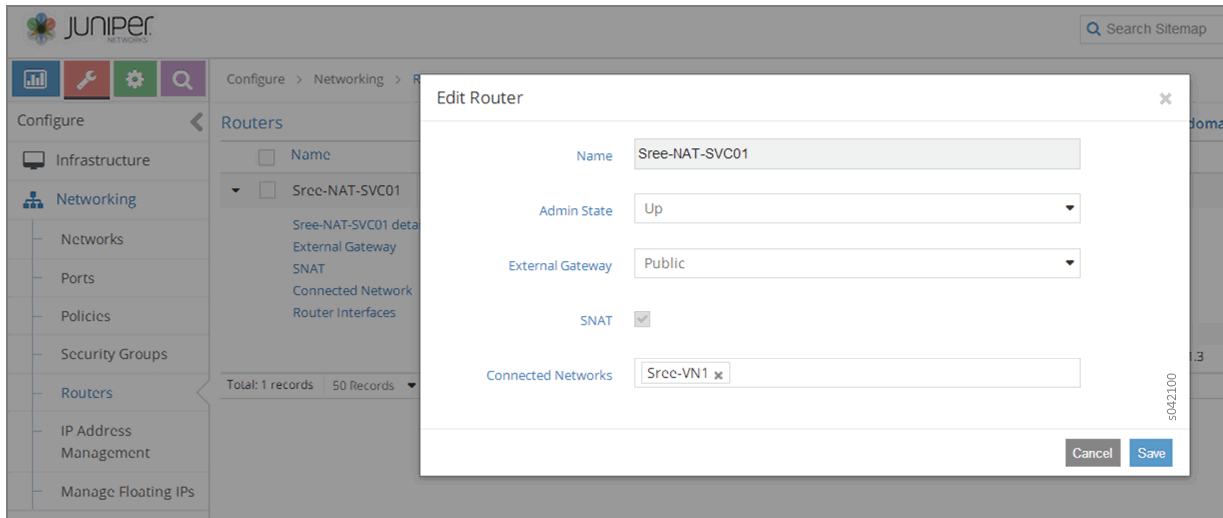 JUNIPEr
NETWORKS
Search Sitemap
Configure > Networking > R
Configure
Infrastructure
Networking
Networks
Ports
Policies
Security Groups
Routers
IP Address
Management
Manage Floating IPs
Routers
Name
Sree-NAT-SVC01
Sree-NAT-SVC01 deta
External Gateway
SNAT
Connected Network
Router Interfaces
Total: 1 records
50 Records
doma
1.3
Edit Router
Name
Sree-NAT-SVC01
Admin State
Up
External Gateway
Public
SNAT
Connected Networks
Sree-VN1
Cancel
Save
s042100